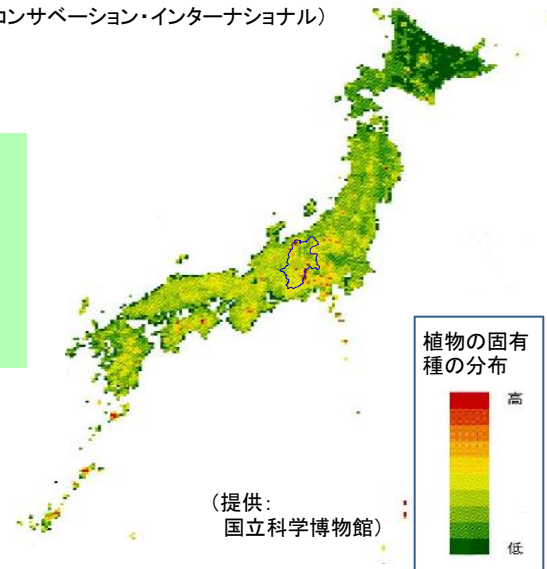 コンサベーション・インターナショナル）
植物の固有
種の分布
高
低
（提供：
国立科学博物館）